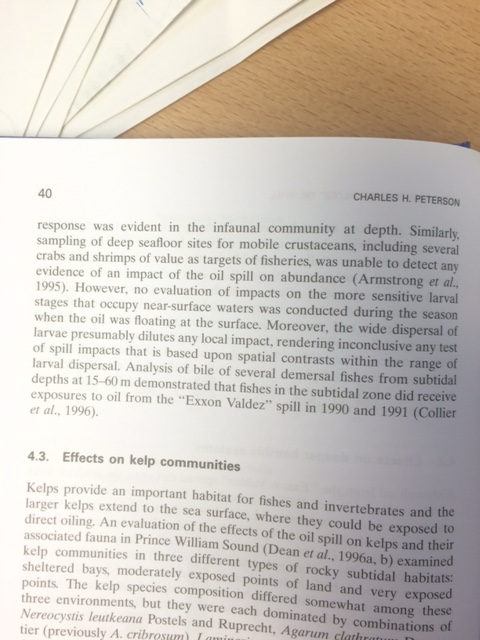 40
CHARLES H. PETERSON
response was evident in the infaunal community at depth. Similarly,
sampling of deep seafloor sites for mobile crustaceans, including several
crabs and shrimps of value as targets of fisheries, was unable to detect any
evidence of an impact of the oil spill on abundance (Armstrong et al.,
1995). However, no evaluation of impacts on the more sensitive larval
stages that occupy near-surface waters was conducted during the season
when the oil was floating at the surface. Moreover, the wide dispersal of
larvae presumably dilutes any local impact, rendering inconclusive any test
of spill impacts that is based upon spatial contrasts within the range of
larval dispersal. Analysis of bile of several demersal fishes from subtidal
depths at 15–60 m demonstrated that fishes in the subtidal zone did receive
exposures to oil from the “Exxon Valdez” spill in 1990 and 1991 (Collier
et al., 1996).
4.3. Effects on kelp communities
Kelps provide an important habitat for fishes and invertebrates and the
larger kelps extend to the sea surface, where they could be exposed to
direct oiling. An evaluation of the effects of the oil spill on kelps and their
associated fauna in Prince William Sound (Dean et al., 1996a, b) examined
kelp communities in three different types of rocky subtidal habitats:
sheltered bays, moderately exposed points of land and very exposed
points. The kelp species composition differed somewhat among these
three environments, but they were each dominated by combinations of
Nereocystis leutkeana Postels and Ruprecht, Agarum clathratum
tier (previously A. cribrosum),